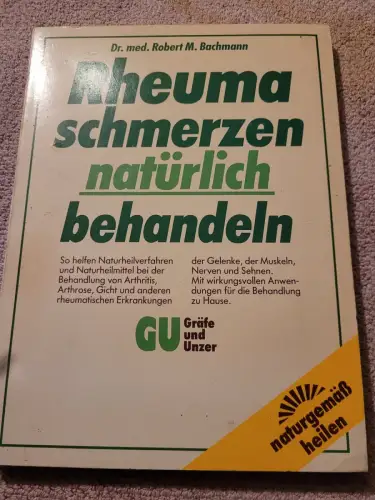 Dr. med. Robert M. Bachmann
Rheuma
schmerzen
natürlich
behandeln
So helfen Naturheilverfahren
und Naturheilmittel bei der
Behandlung von Arthritis,
Arthrose, Gicht und anderen
rheumatischen Erkrankungen
der Gelenke, der Muskeln,
Nerven und Sehnen.
Mit wirkungsvollen Anwen-
dungen für die Behandlung
zu Hause.
GU Gräfe
und
Unzer
naturgemäß
heilen